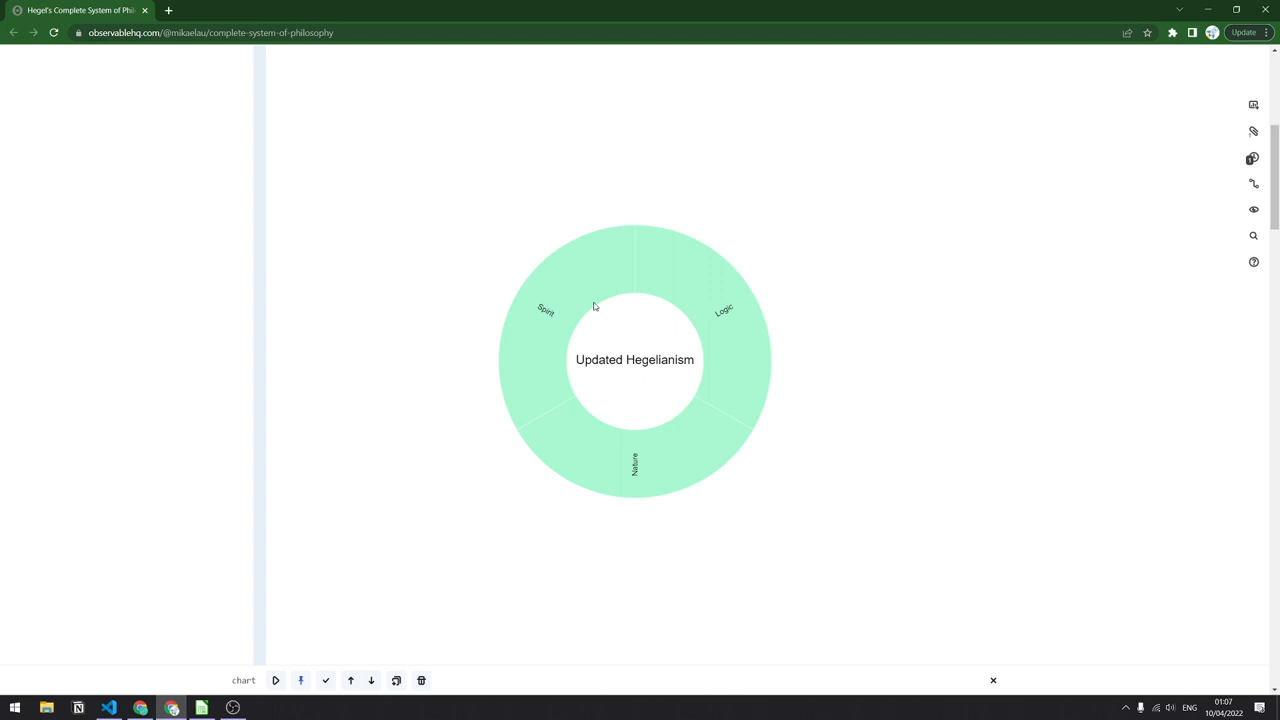 Hegel's Complete System of Phil
Update
observablehq.com/@mikaelau/complete-system-of-philosophy
Spirit
Logic
Updated Hegelianism
Nature
chart
ENG
01:07
10/04/2022